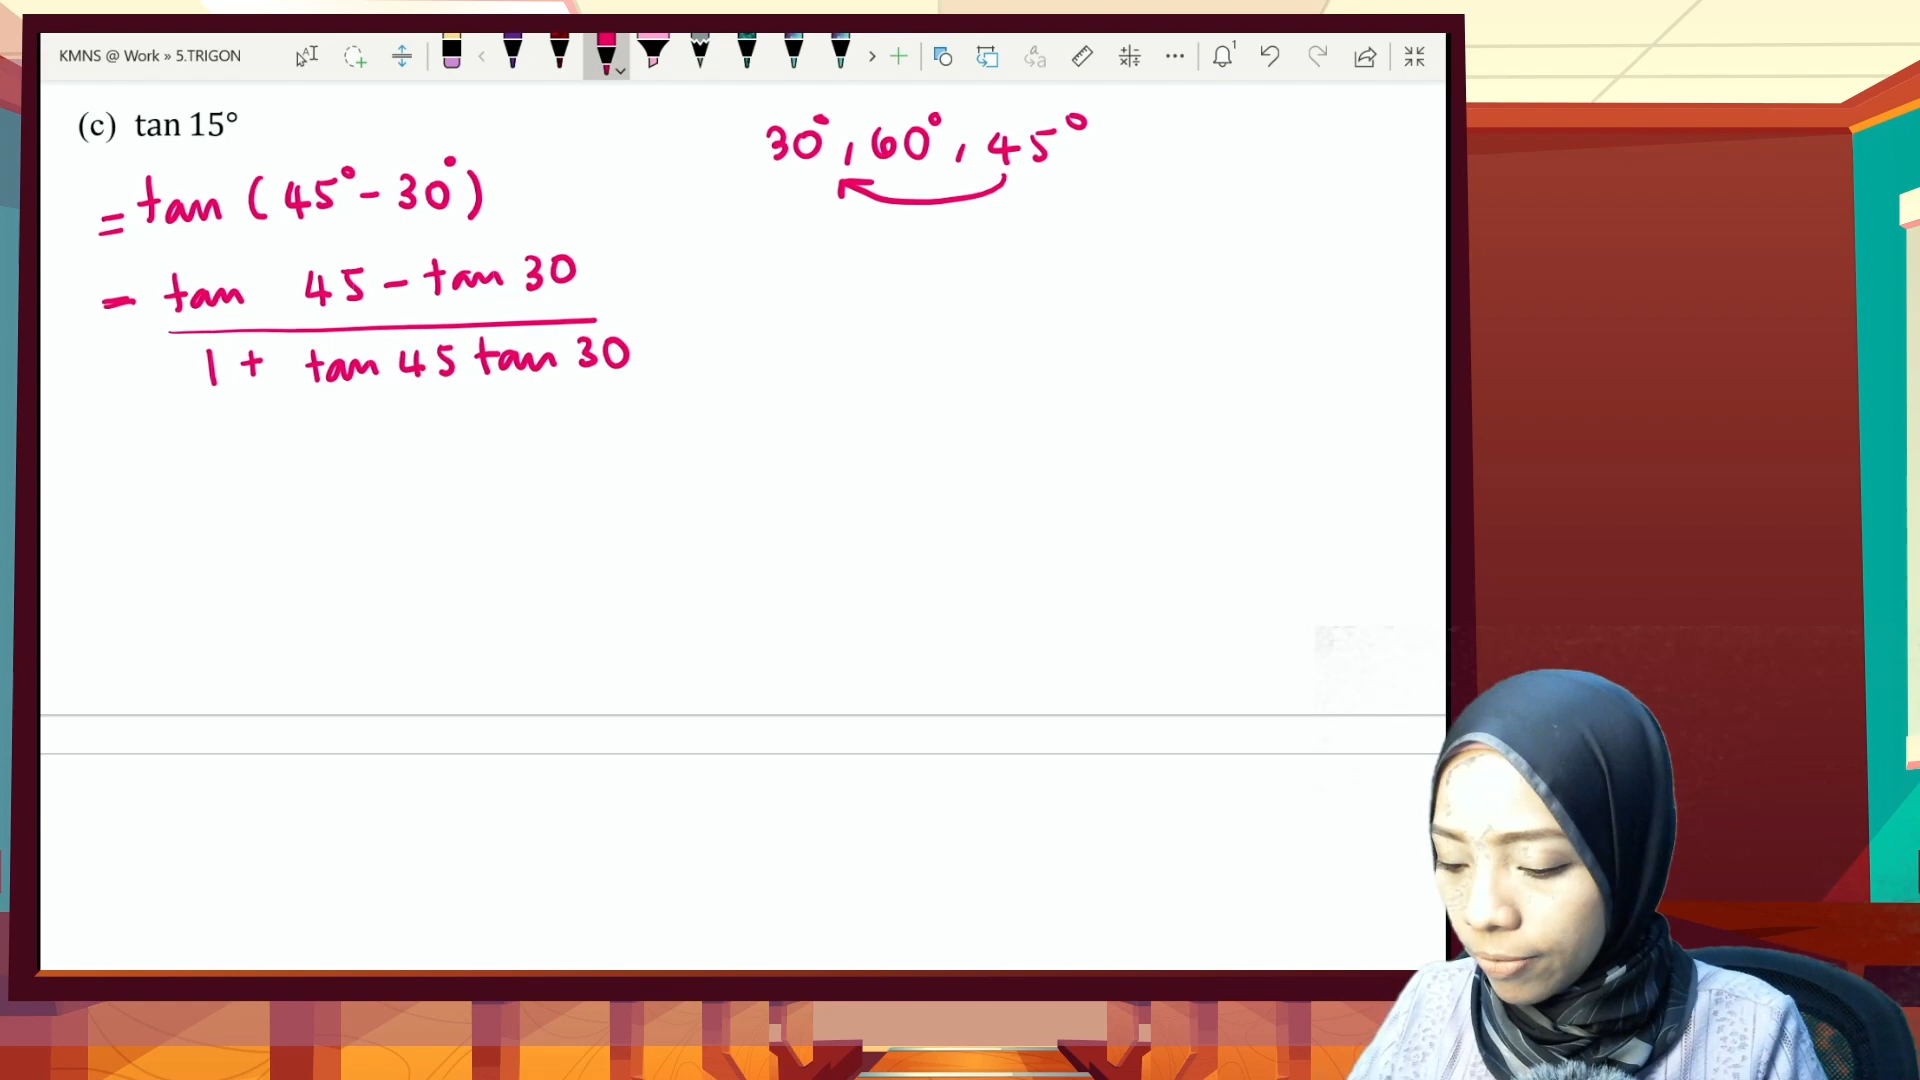 KMNS @ Work » 5.TRIGON
(c) tan 15°
30°, 60°, 45°
= tan (45° - 30°)
= tan 45 - tan 30
1 + tan 45 tan 30